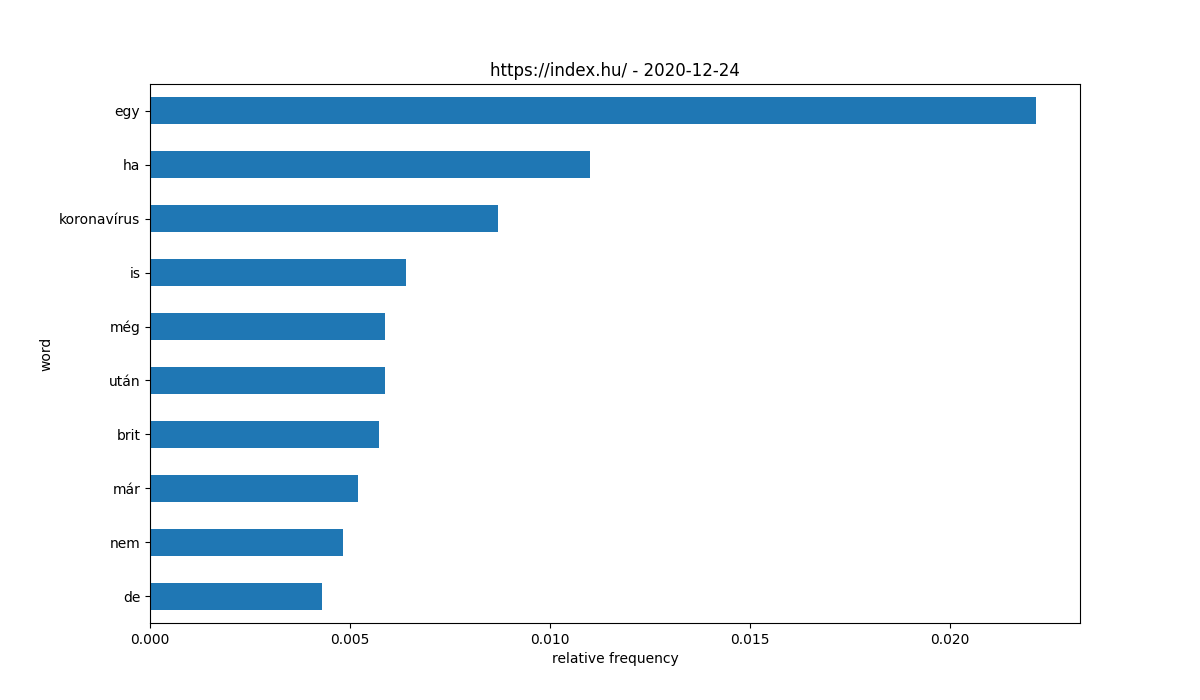 https://index.hu/ - 2020-12-24
egy
ha
koronavírus
is
még
után
brit
már
nem
de
word
0.000 0.005 0.010 0.015 0.020
relative frequency